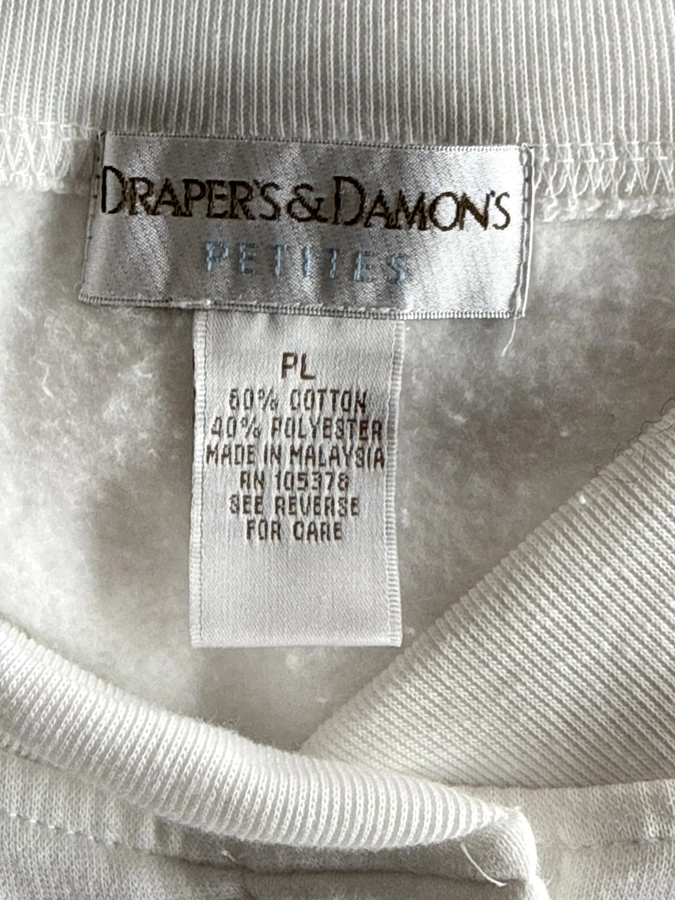 DRAPER'S & DAMON'S
PETITES
PL
60% COTTON
40% POLYESTER
MADE IN MALAYSIA
RN 105378
SEE REVERSE
FOR CARE